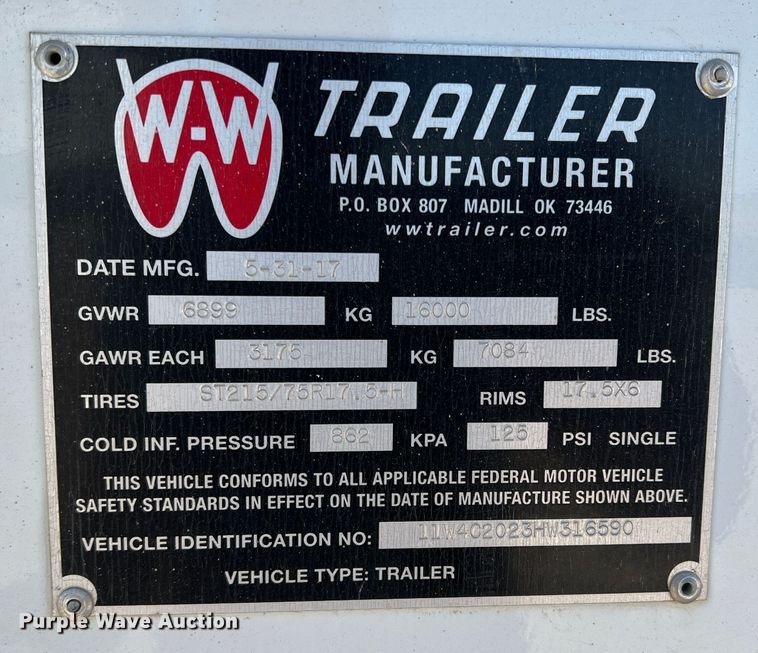 W-W TRAILER
MANUFACTURER
P.O. BOX 807 MADILL OK 73446
wwtrailer.com
DATE MFG. 5-31-17
GVWR 6899 KG 16000 LBS.
GAWR EACH 3175 KG 7084 LBS.
TIRES ST215/75R17.5-H RIMS 17.5X6
COLD INF. PRESSURE 862 KPA 125 PSI SINGLE
THIS VEHICLE CONFORMS TO ALL APPLICABLE FEDERAL MOTOR VEHICLE
SAFETY STANDARDS IN EFFECT ON THE DATE OF MANUFACTURE SHOWN ABOVE.
VEHICLE IDENTIFICATION NO: 11W4C2023HW316590
VEHICLE TYPE: TRAILER
Purple Wave Auction